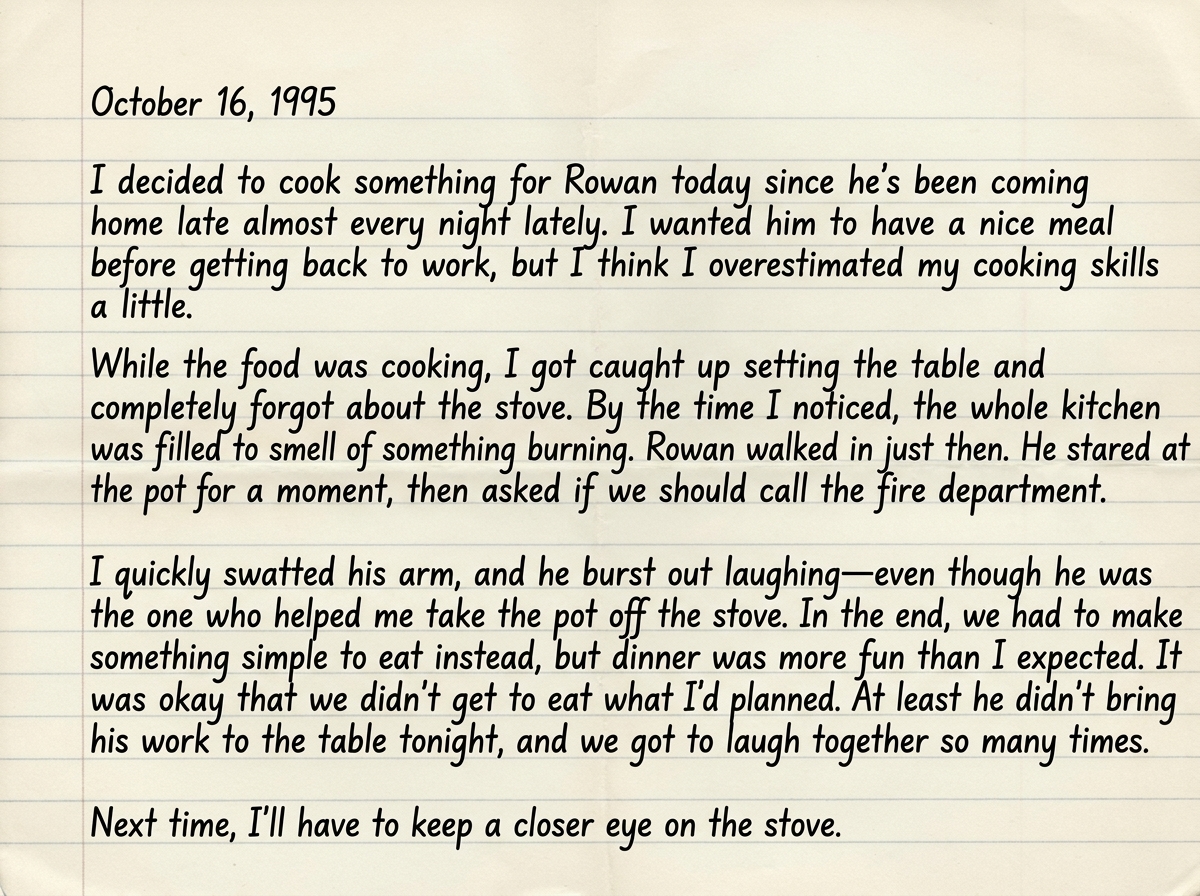 October 16, 1995
I decided to cook something for Rowan today since he's been coming
home late almost every night lately. I wanted him to have a nice meal
before getting back to work, but I think I overestimated my cooking skills
a little.
While the food was cooking, I got caught up setting the table and
completely forgot about the stove. By the time I noticed, the whole kitchen
was filled to smell of something burning. Rowan walked in just then. He stared at
the pot for a moment, then asked if we should call the fire department.
I quickly swatted his arm, and he burst out laughing—even though he was
the one who helped me take the pot off the stove. In the end, we had to make
something simple to eat instead, but dinner was more fun than I expected. It
was okay that we didn't get to eat what I'd planned. At least he didn't bring
his work to the table tonight, and we got to laugh together so many times.
Next time, I'll have to keep a closer eye on the stove.